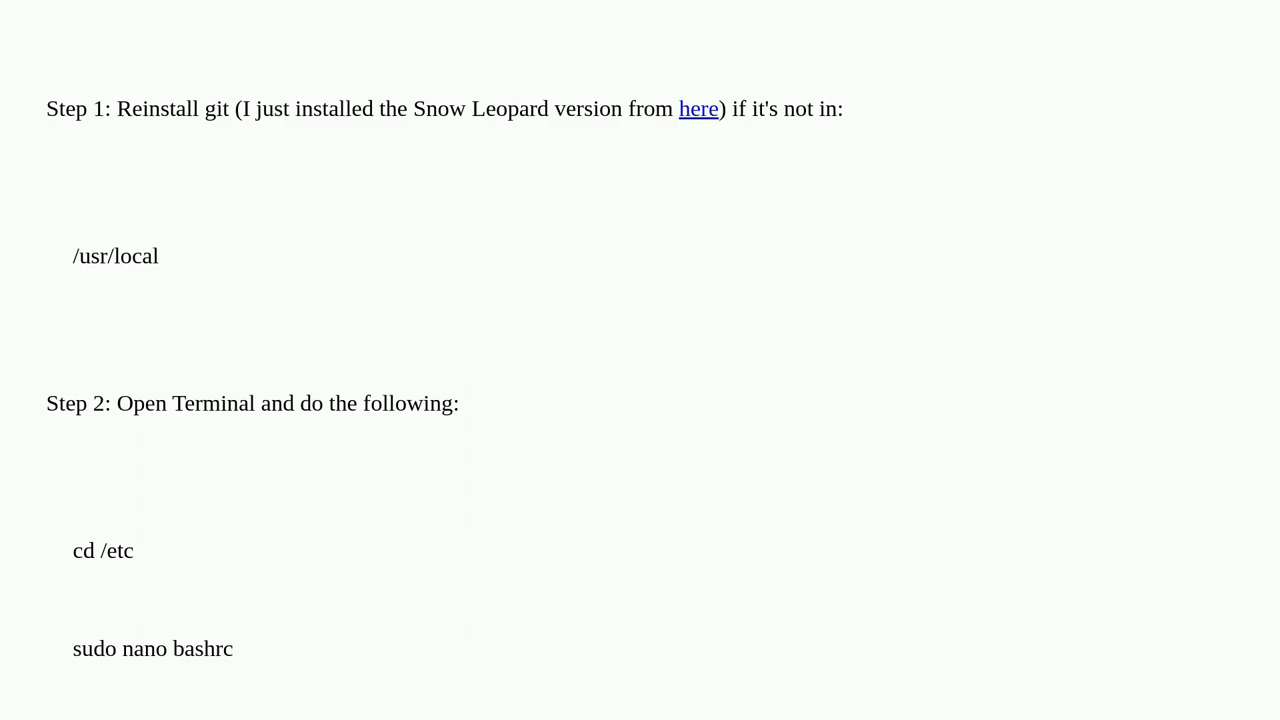 Step 1: Reinstall git (I just installed the Snow Leopard version from here) if it's not in:
/usr/local
Step 2: Open Terminal and do the following:
cd /etc
sudo nano bashrc